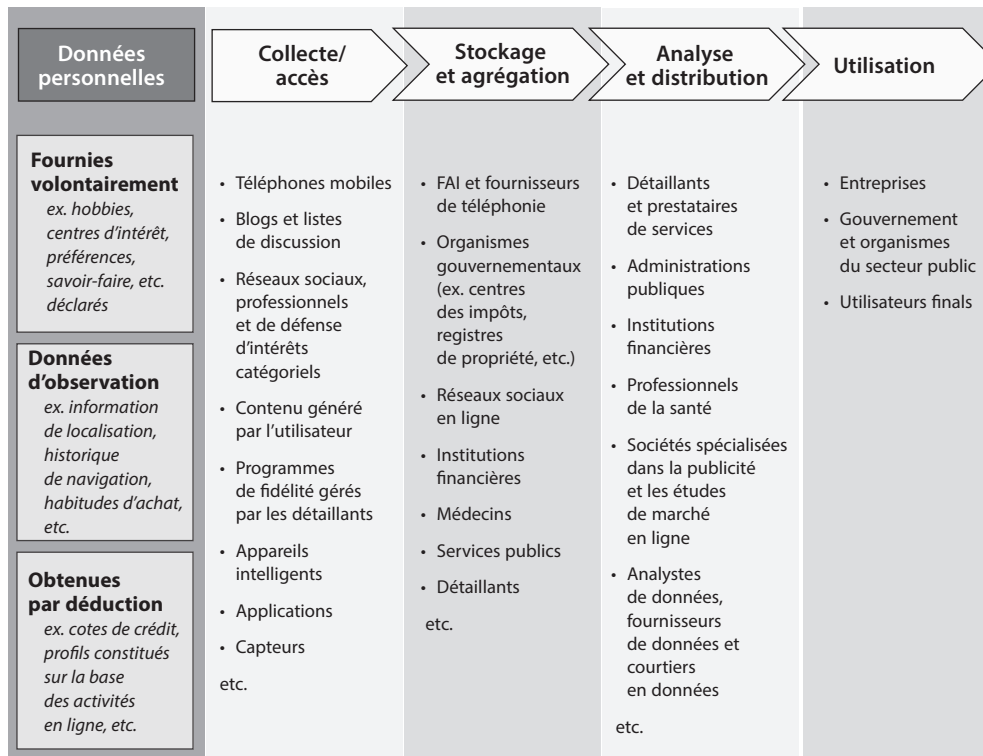 Données
personnelles
Collecte/
accès
Stockage
et agrégation
Analyse
et distribution
Utilisation
Fournies
volontairement
ex. hobbies,
centres d'intérêt,
préférences,
savoir-faire, etc.
déclarés
Données
d'observation
ex. information
de localisation,
historique
de navigation,
habitudes d'achat,
etc.
Obtenues
par déduction
ex. cotes de crédit,
profils constitués
sur la base
des activités
en ligne, etc.
• Téléphones mobiles
• Blogs et listes
de discussion
• Réseaux sociaux,
professionnels
et de défense
d'intérêts
catégoriels
• Contenu généré
par l'utilisateur
• Programmes
de fidélité gérés
par les détaillants
• Appareils
intelligents
• Applications
• Capteurs
etc.
• FAI et fournisseurs
de téléphonie
• Organismes
gouvernementaux
(ex. centres
des impôts,
registres
de propriété, etc.)
• Réseaux sociaux
en ligne
• Institutions
financières
• Médecins
• Services publics
• Détaillants
etc.
• Détaillants
et prestataires
de services
• Administrations
publiques
• Institutions
financières
• Professionnels
de la santé
• Sociétés spécialisées
dans la publicité
et les études
de marché
en ligne
• Analystes
de données,
fournisseurs
de données et
courtiers
en données
etc.
• Entreprises
• Gouvernement
et organismes
du secteur public
• Utilisateurs finals